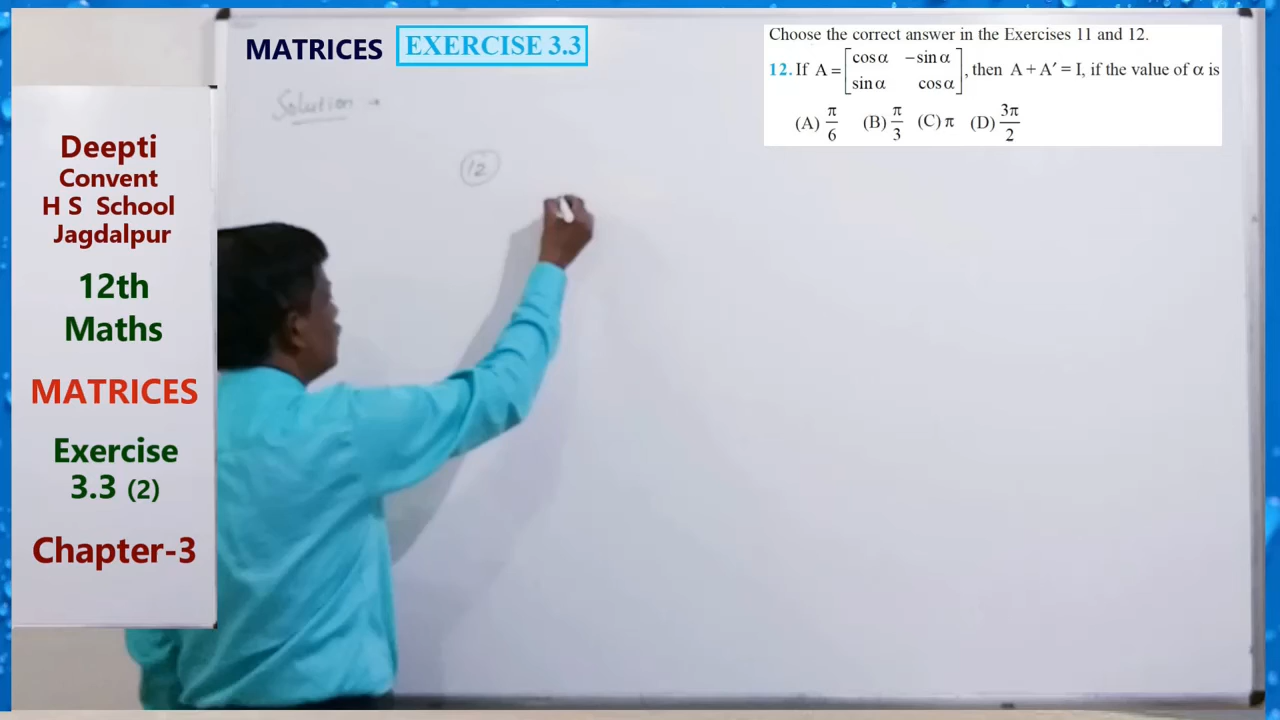 MATRICES
EXERCISE 3.3
Choose the correct answer in the Exercises 11 and 12.
12. If A = [cos α −sin α
sin α cos α], then A + A′ = I, if the value of α is
(A) π/6 (B) π/3 (C) π (D) 3π/2
Solution →
12
Deepti
Convent
H S School
Jagdalpur
12th
Maths
MATRICES
Exercise
3.3 (2)
Chapter-3